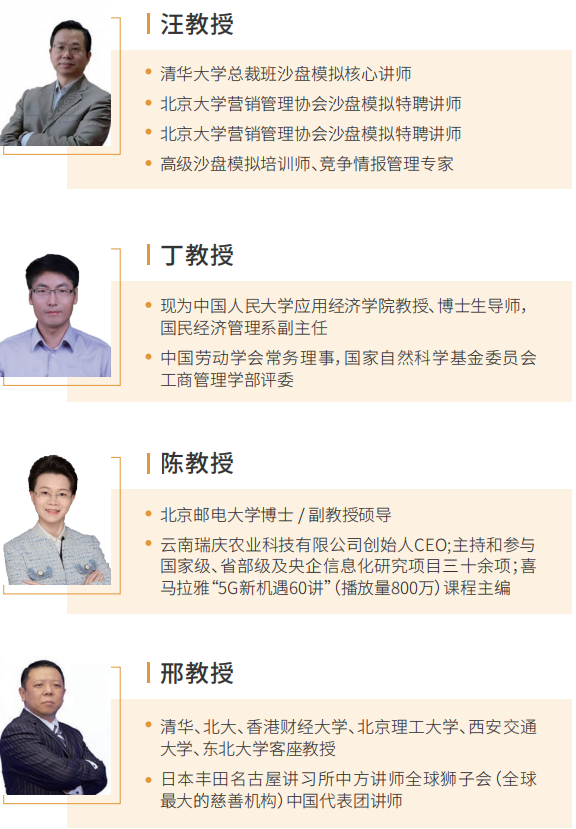 汪教授
清华大学总裁班沙盘模拟核心讲师
北京大学营销管理协会沙盘模拟特聘讲师
北京大学营销管理协会沙盘模拟特聘讲师
高级沙盘模拟培训师、竞争情报管理专家
丁教授
现为中国人民大学应用经济学院教授、博士生导师，
国民经济管理系副主任
中国劳动学会常务理事，国家自然科学基金委员会
工商管理学部评委
陈教授
北京邮电大学博士 / 副教授硕导
云南瑞庆农业科技有限公司创始人CEO;主持和参与
国家级、省部级及央企信息化研究项目三十余项；喜
马拉雅“5G新机遇60讲”（播放量800万）课程主编
邢教授
清华、北大、香港财经大学、北京理工大学、西安交通
大学、东北大学客座教授
日本丰田名古屋讲习所中方讲师全球狮子会（全球
最大的慈善机构）中国代表团讲师